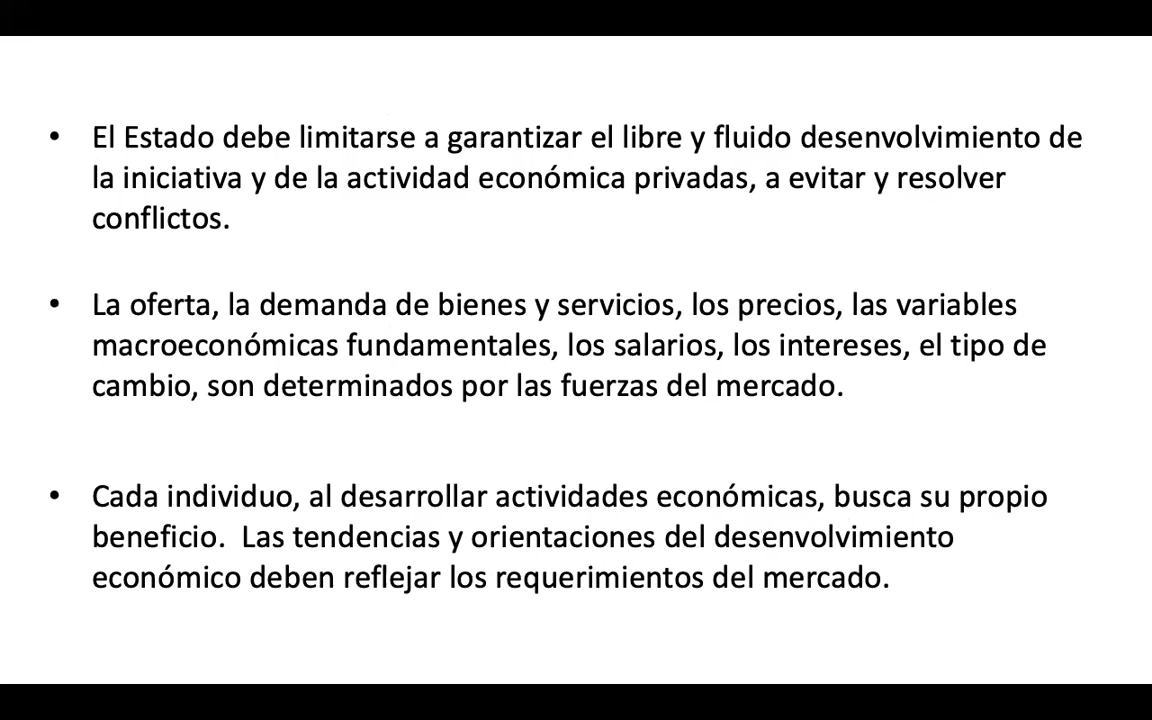 • El Estado debe limitarse a garantizar el libre y fluido desenvolvimiento de
la iniciativa y de la actividad económica privadas, a evitar y resolver
conflictos.
• La oferta, la demanda de bienes y servicios, los precios, las variables
macroeconómicas fundamentales, los salarios, los intereses, el tipo de
cambio, son determinados por las fuerzas del mercado.
• Cada individuo, al desarrollar actividades económicas, busca su propio
beneficio.  Las tendencias y orientaciones del desenvolvimiento
económico deben reflejar los requerimientos del mercado.